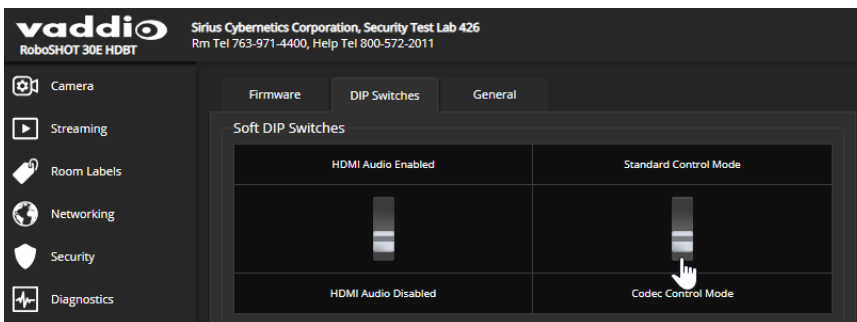 vaddio
RoboSHOT 30E HDBT
Sirius Cybernetics Corporation, Security Test Lab 426
Rm Tel 763-971-4400, Help Tel 800-572-2011
Camera
Streaming
Room Labels
Networking
Security
Diagnostics
Firmware
DIP Switches
General
Soft DIP Switches
HDMI Audio Enabled
Standard Control Mode
HDMI Audio Disabled
Codec Control Mode